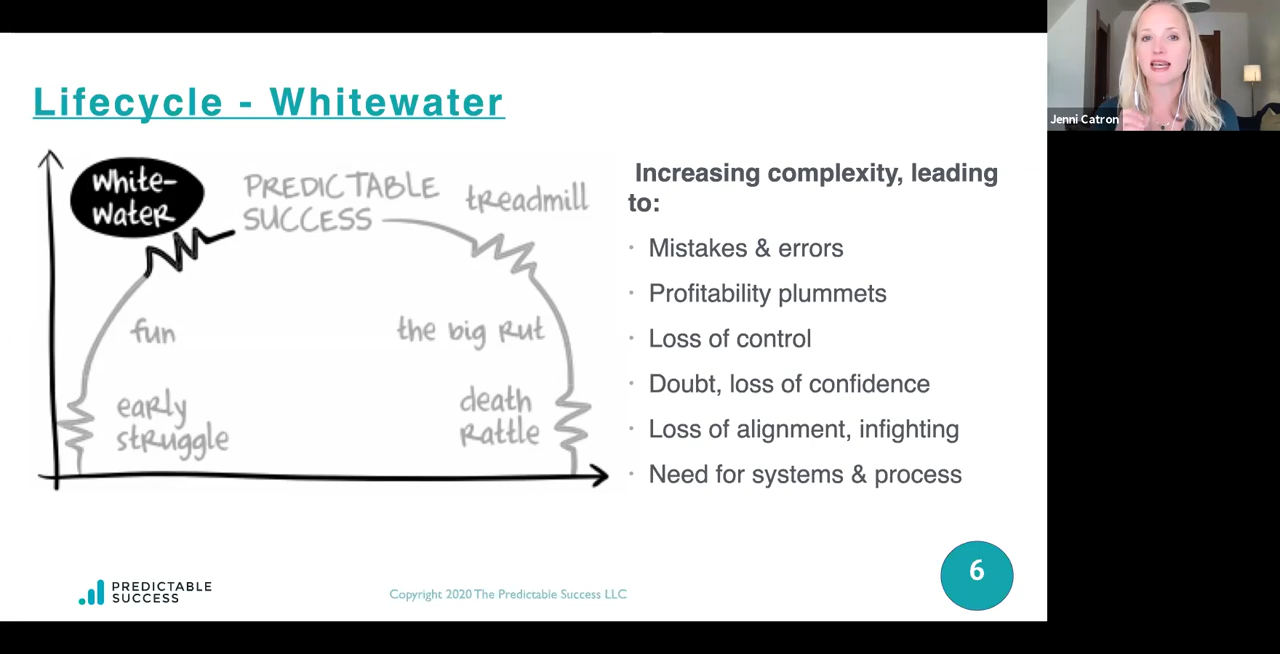 Lifecycle - Whitewater
White-
Water
PREDICTABLE
SUCCESS
treadmill
fun
the big Rut
early
struggle
death
Rattle
Increasing complexity, leading
to:
· Mistakes & errors
· Profitability plummets
· Loss of control
· Doubt, loss of confidence
· Loss of alignment, infighting
· Need for systems & process
PREDICTABLE
SUCCESS
Copyright 2020 The Predictable Success LLC
6
Jenni Catron